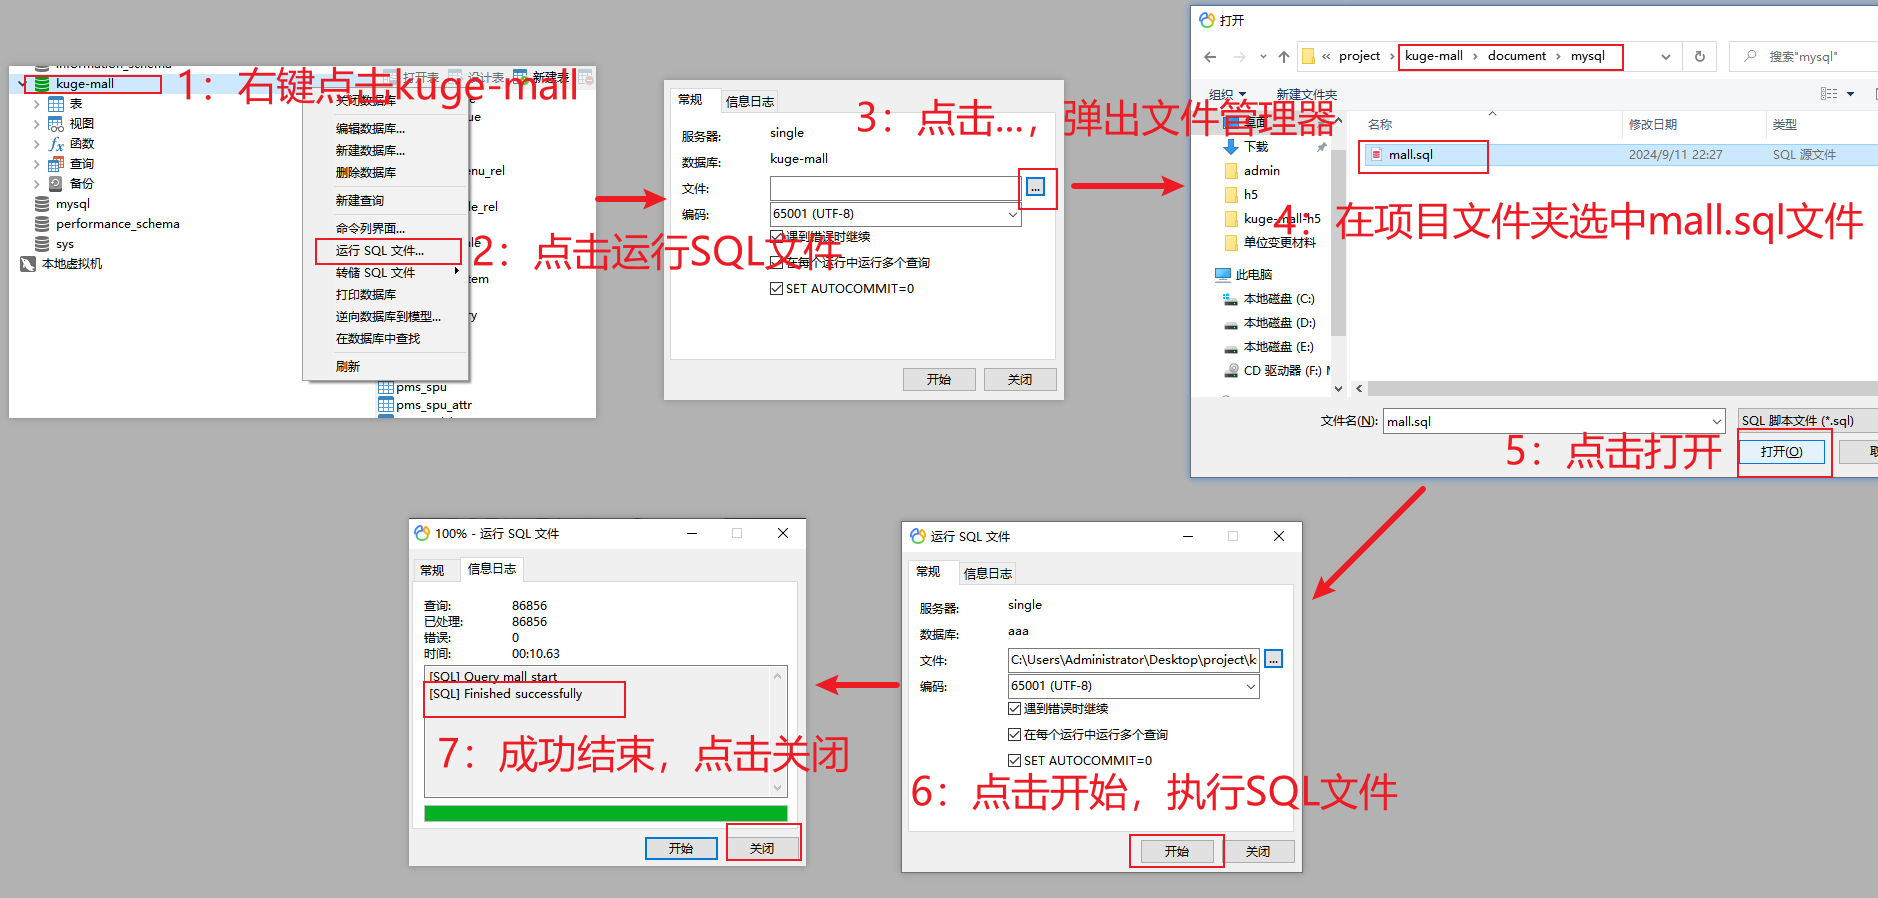 information_schema
kuge-mall
表
视图
函数
查询
备份
mysql
performance_schema
sys
本地虚拟机
1：右键点击kuge-mall
打开表
设计表
新建表
关闭数据库
编辑数据库...
新建数据库...
删除数据库
新建查询
命令列界面...
运行 SQL 文件...
转储 SQL 文件
打印数据库
逆向数据库到模型...
在数据库中查找
刷新
pms_spu
pms_spu_attr
2：点击运行SQL文件
常规
信息日志
服务器:
single
数据库:
kuge-mall
文件:
...
编码:
65001 (UTF-8)
遇到错误时继续
在每个运行中运行多个查询
SET AUTOCOMMIT=0
开始
关闭
3：点击...，弹出文件管理器
打开
« project › kuge-mall › document › mysql
搜索"mysql"
组织
新建文件夹
桌面
下载
admin
h5
kuge-mall-h5
单位变更材料
此电脑
本地磁盘 (C:)
本地磁盘 (D:)
本地磁盘 (E:)
CD 驱动器 (F:)
名称
修改日期
类型
mall.sql
2024/9/11 22:27
SQL 源文件
4：在项目文件夹选中mall.sql文件
文件名(N):
mall.sql
SQL 脚本文件 (*.sql)
5：点击打开
打开(O)
100% - 运行 SQL 文件
常规
信息日志
查询:
86856
已处理:
86856
错误:
0
时间:
00:10.63
[SQL] Query mall start
[SQL] Finished successfully
7：成功结束，点击关闭
开始
关闭
运行 SQL 文件
常规
信息日志
服务器:
single
数据库:
aaa
文件:
C:\Users\Administrator\Desktop\project\k
...
编码:
65001 (UTF-8)
遇到错误时继续
在每个运行中运行多个查询
SET AUTOCOMMIT=0
6：点击开始，执行SQL文件
开始
关闭